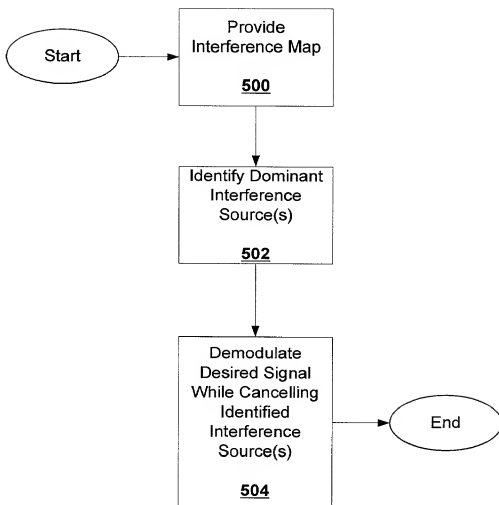 Start
Provide
Interference Map
500
Identify Dominant
Interference
Source(s)
502
Demodulate
Desired Signal
While Cancelling
Identified
Interference
Source(s)
504
End